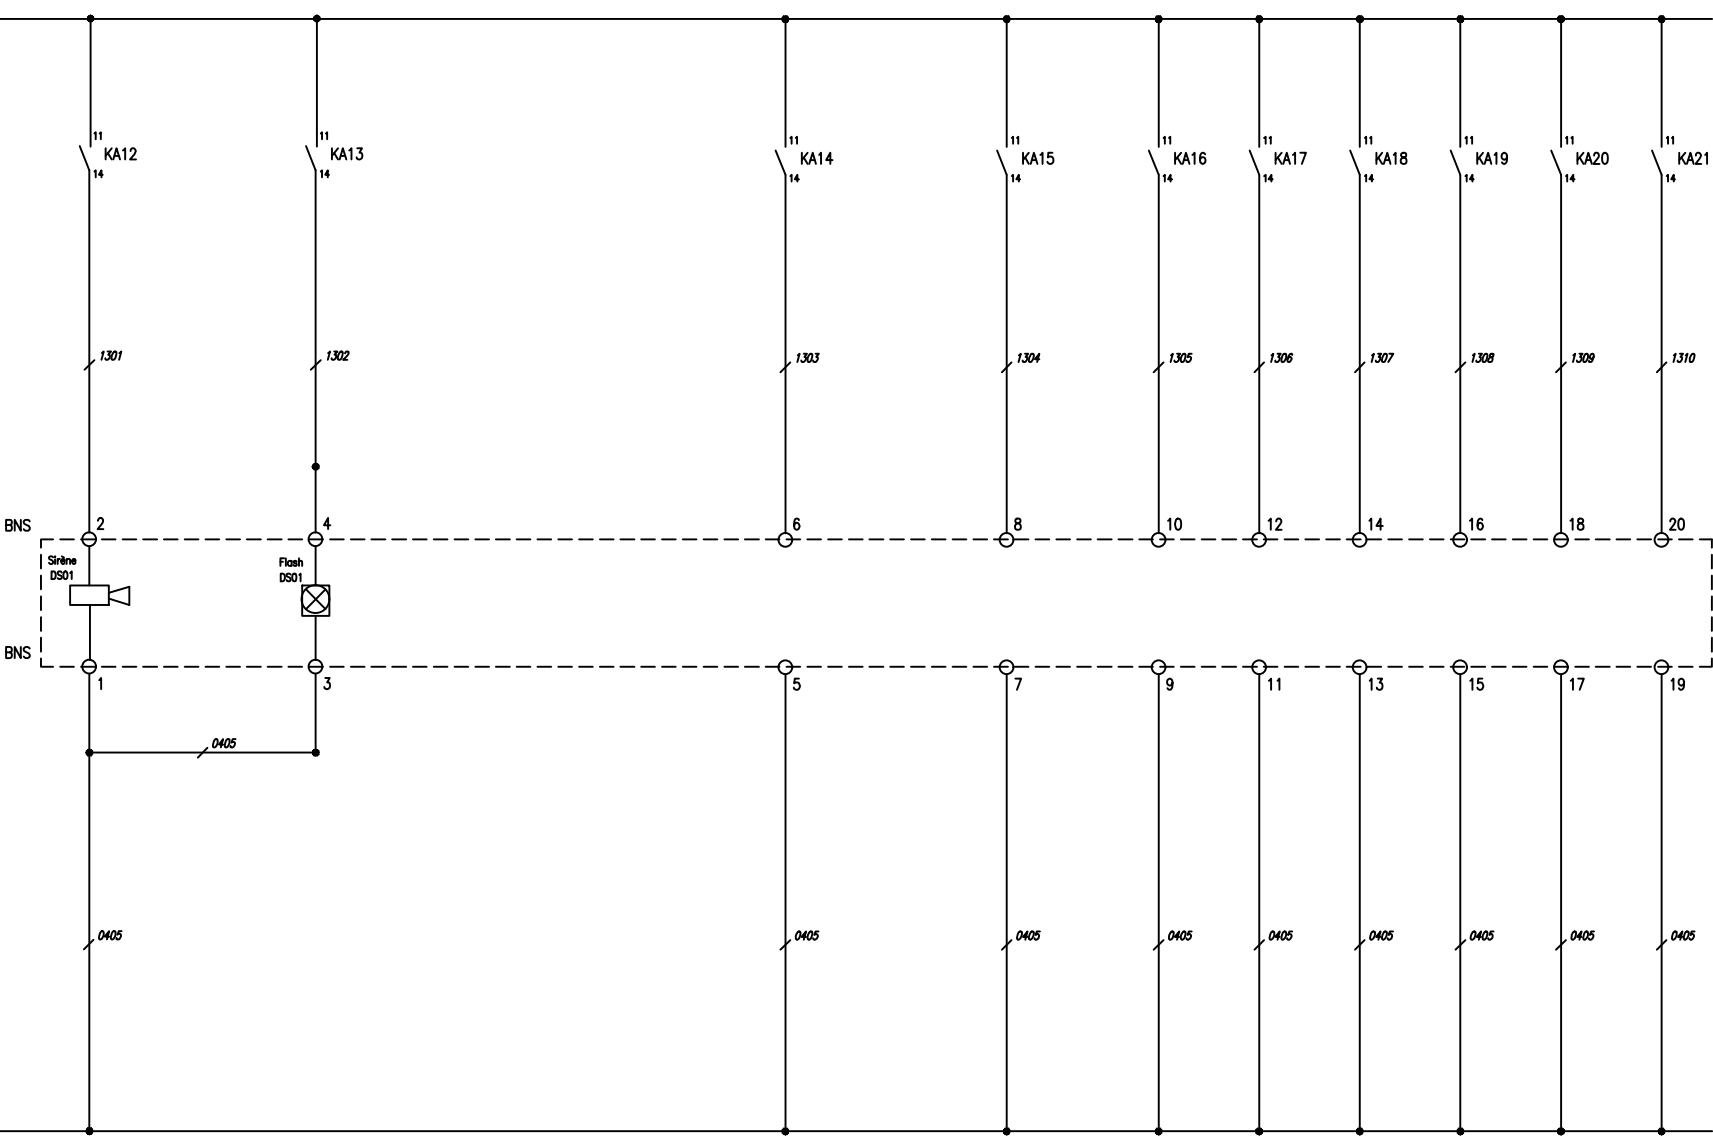 11 11 11 11 11 11 11 11 11 11
KA12 KA13 KA14 KA15 KA16 KA17 KA18 KA19 KA20 KA21
14 14 14 14 14 14 14 14 14 14
1301 1302 1303 1304 1305 1306 1307 1308 1309 1310
BNS 2 4 6 8 10 12 14 16 18 20
Sirène Flash
DS01 DS01
BNS
1 3 5 7 9 11 13 15 17 19
0405
0405 0405 0405 0405 0405 0405 0405 0405 0405